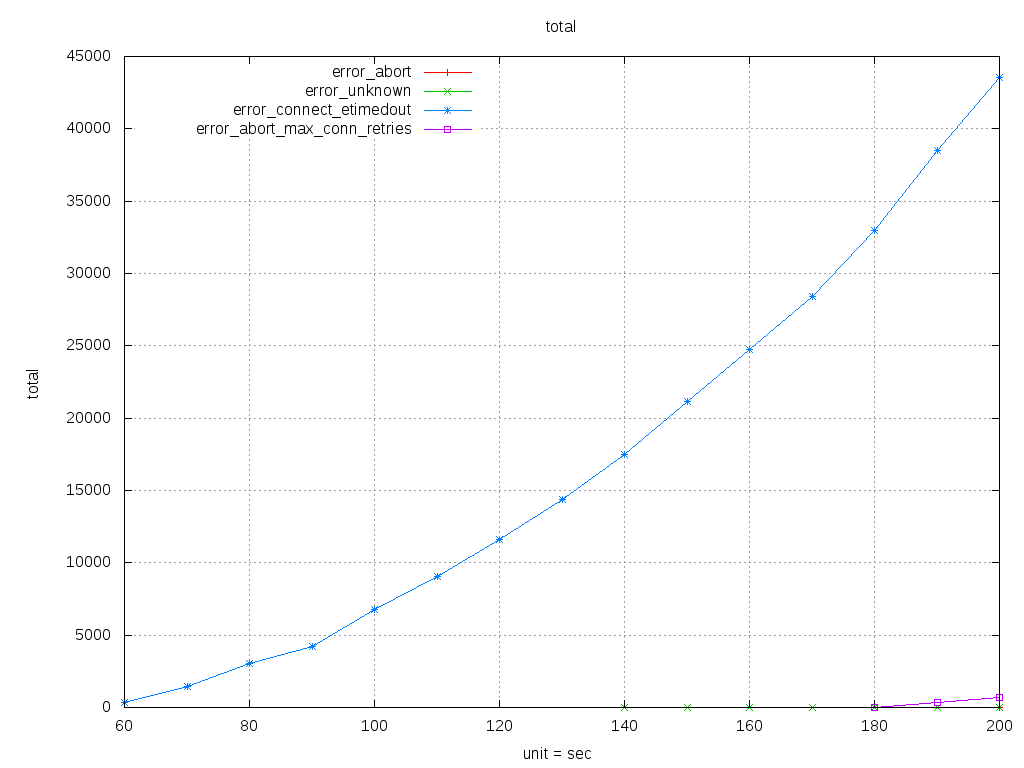 total
45000
40000
35000
30000
25000
20000
15000
10000
5000
0
total
error_abort
error_unknown
error_connect_etimedout
error_abort_max_conn_retries
60 80 100 120 140 160 180 200
unit = sec